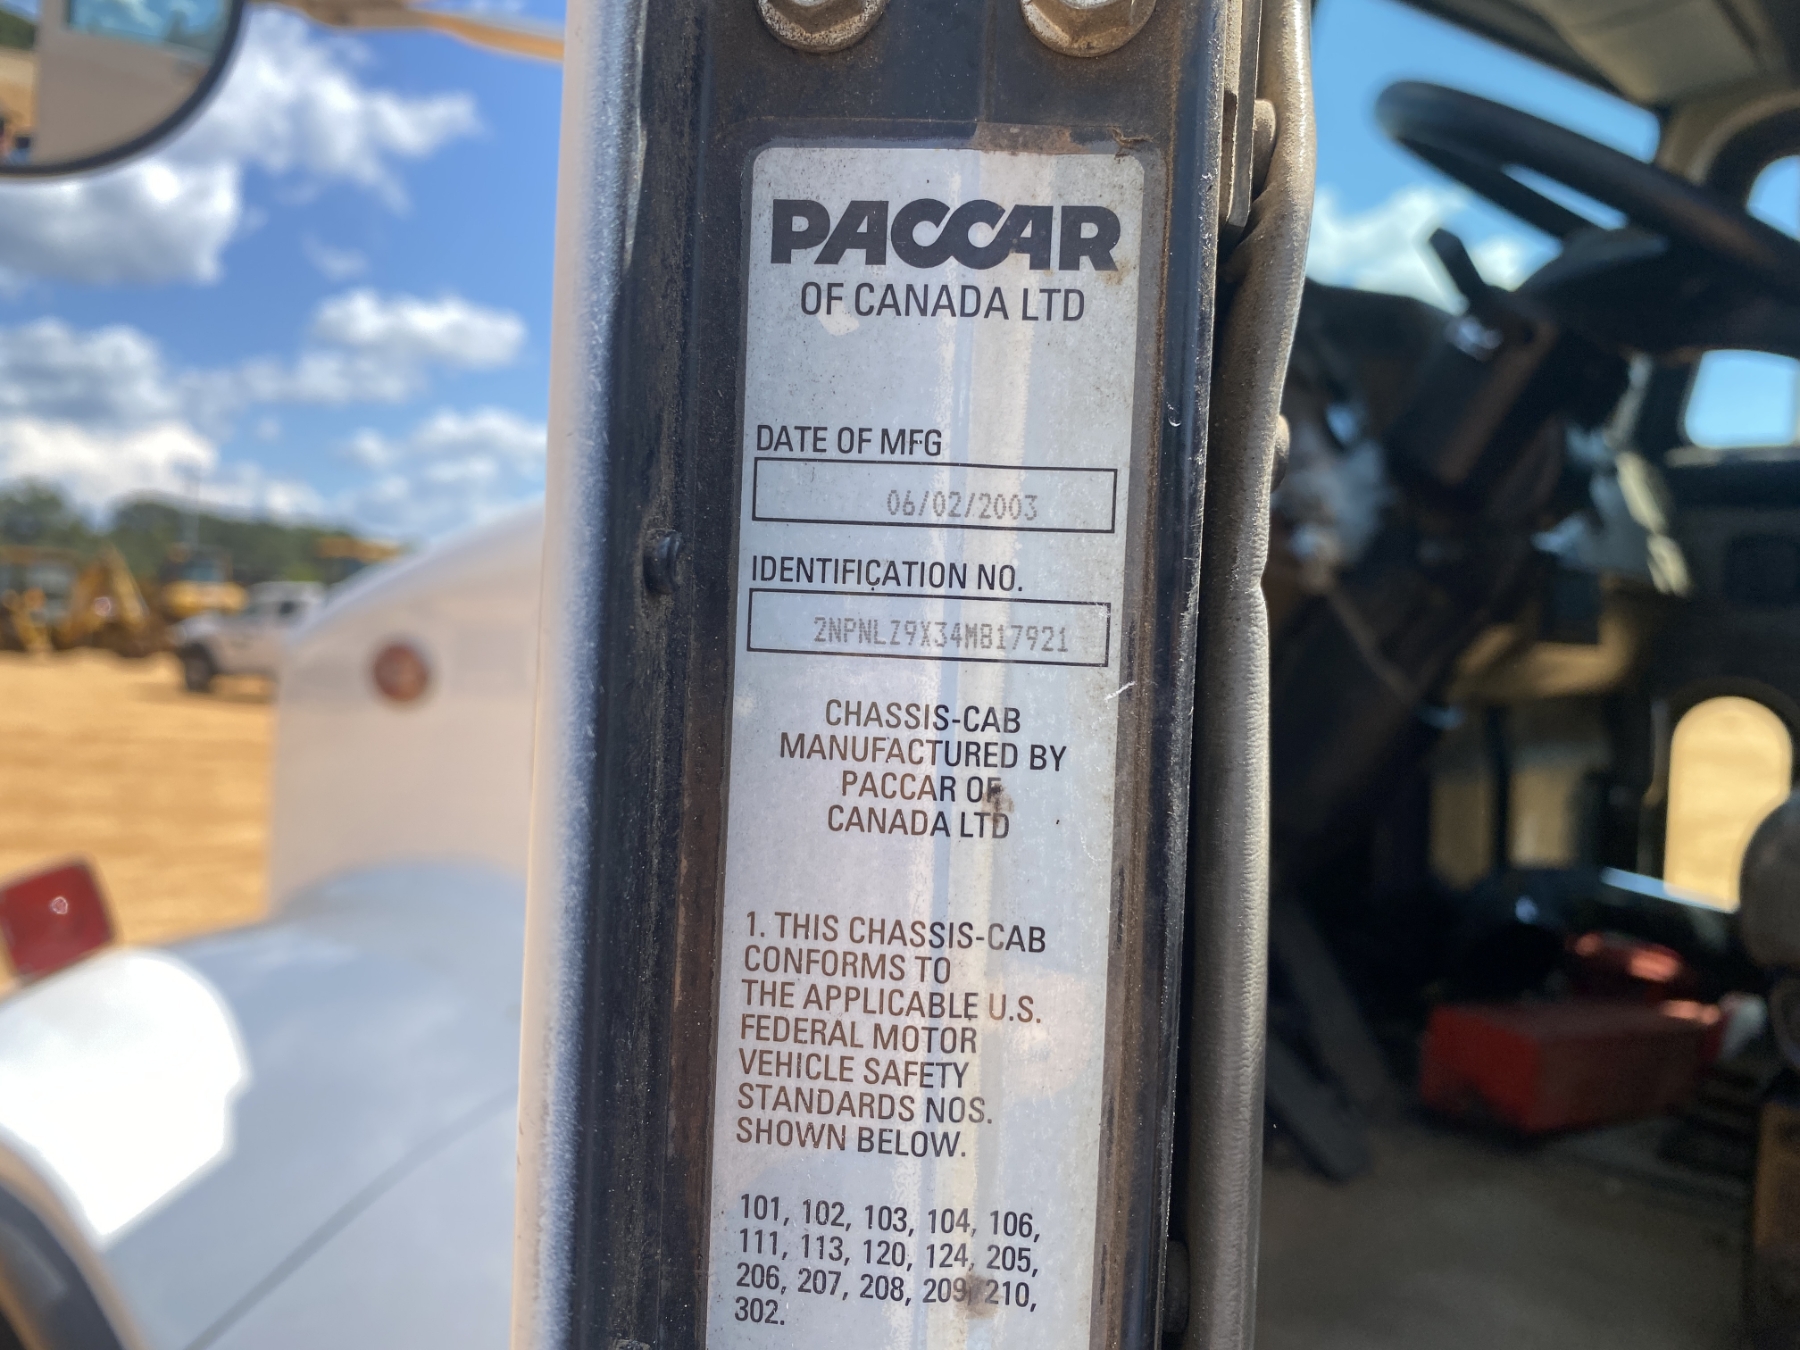 PACCAR
OF CANADA LTD
DATE OF MFG
06/02/2003
IDENTIFICATION NO.
2NPNLZ9X34M817921
CHASSIS-CAB
MANUFACTURED BY
PACCAR OF
CANADA LTD
1. THIS CHASSIS-CAB
CONFORMS TO
THE APPLICABLE U.S.
FEDERAL MOTOR
VEHICLE SAFETY
STANDARDS NOS.
SHOWN BELOW.
101, 102, 103, 104, 106,
111, 113, 120, 124, 205,
206, 207, 208, 209, 210,
302.